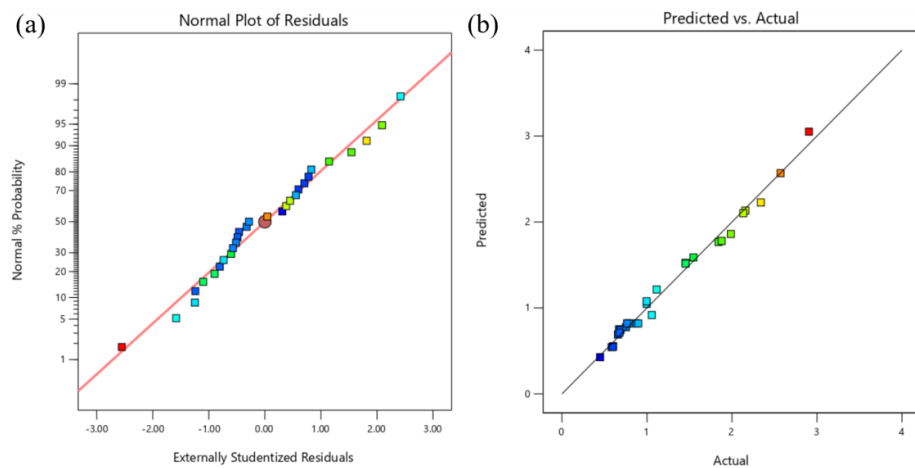 (a)
Normal Plot of Residuals
Normal % Probability
99
95
90
80
70
50
30
20
10
5
1
-3.00 -2.00 -1.00 0.00 1.00 2.00 3.00
Externally Studentized Residuals
(b)
Predicted vs. Actual
Predicted
4
3
2
1
0
0 1 2 3 4
Actual